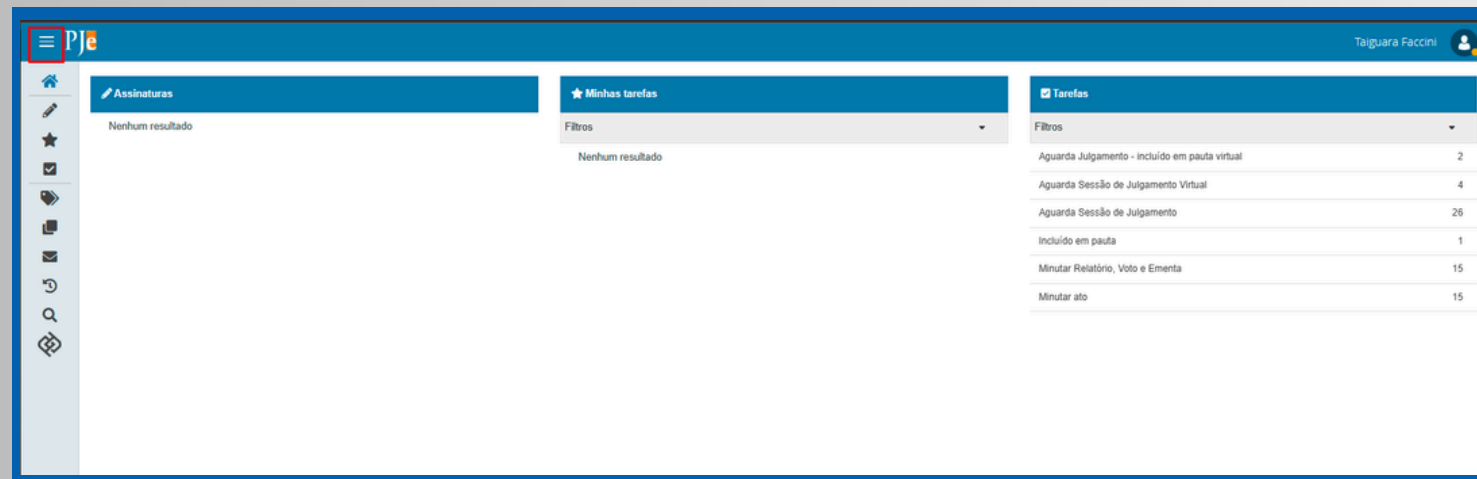 PJe
Taiguara Faccini
Assinaturas
Nenhum resultado
Minhas tarefas
Filtros
Nenhum resultado
Tarefas
Filtros
Aguarda Julgamento - incluído em pauta virtual 2
Aguarda Sessão de Julgamento Virtual 4
Aguarda Sessão de Julgamento 26
Incluído em pauta 1
Minutar Relatório, Voto e Ementa 15
Minutar ato 15